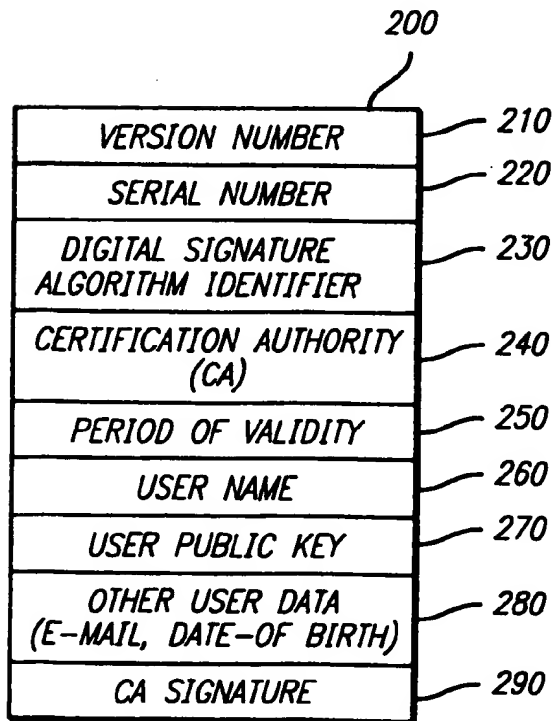 200
VERSION NUMBER 210
SERIAL NUMBER 220
DIGITAL SIGNATURE
ALGORITHM IDENTIFIER 230
CERTIFICATION AUTHORITY
(CA) 240
PERIOD OF VALIDITY 250
USER NAME 260
USER PUBLIC KEY 270
OTHER USER DATA
(E-MAIL, DATE-OF BIRTH) 280
CA SIGNATURE 290